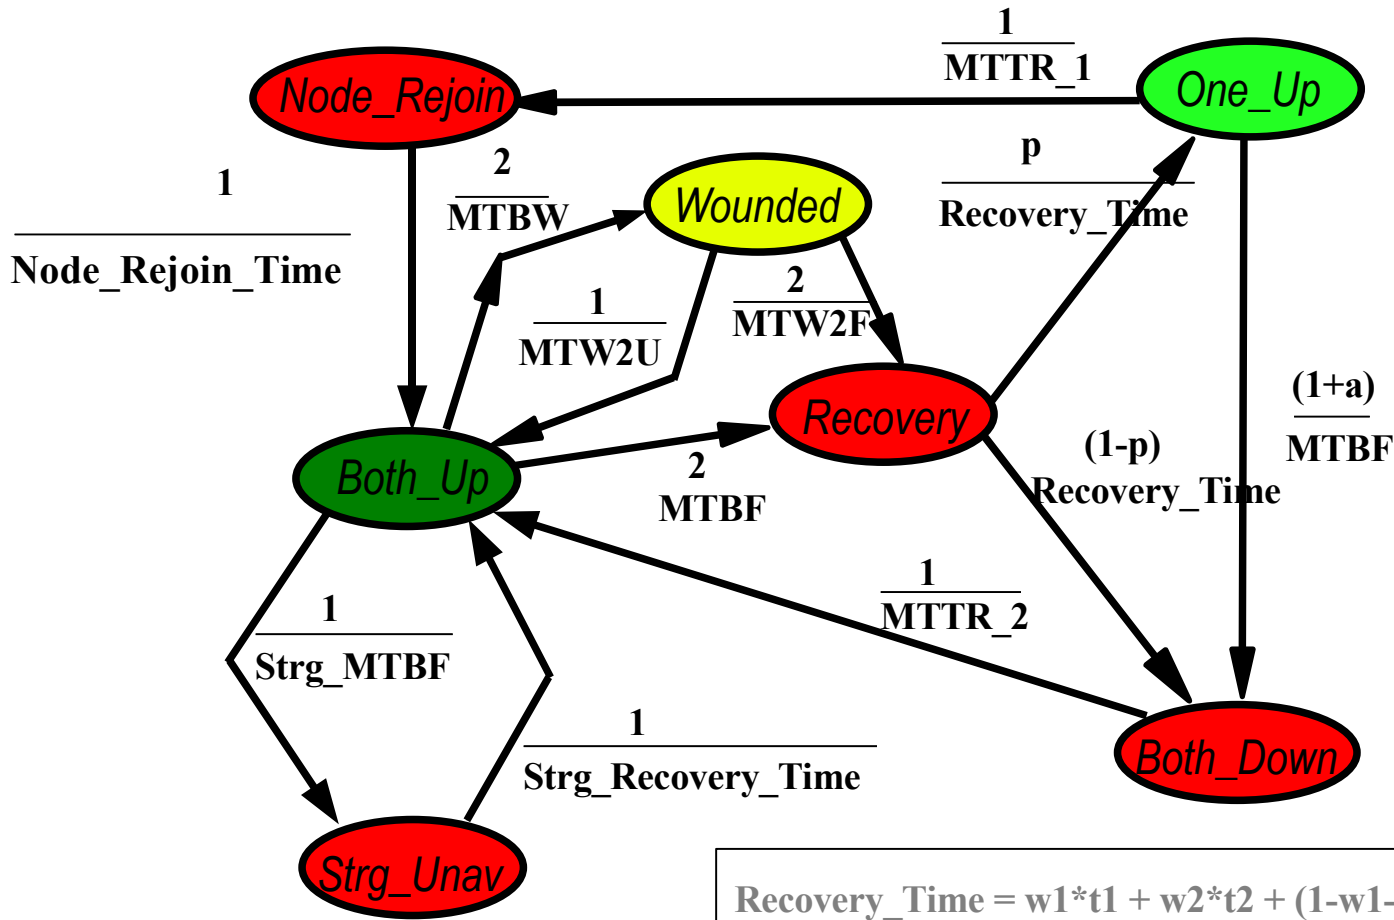 1
MTTR_1
Node_Rejoin
One_Up
1
Node_Rejoin_Time
2
MTBW
Wounded
p
Recovery_Time
1
MTW2U
2
MTW2F
Recovery
(1+a)
MTBF
Both_Up
2
MTBF
(1-p)
Recovery_Time
1
MTTR_2
1
Strg_MTBF
1
Strg_Recovery_Time
Both_Down
Strg_Unav
Recovery_Time = w1*t1 + w2*t2 + (1-w1-